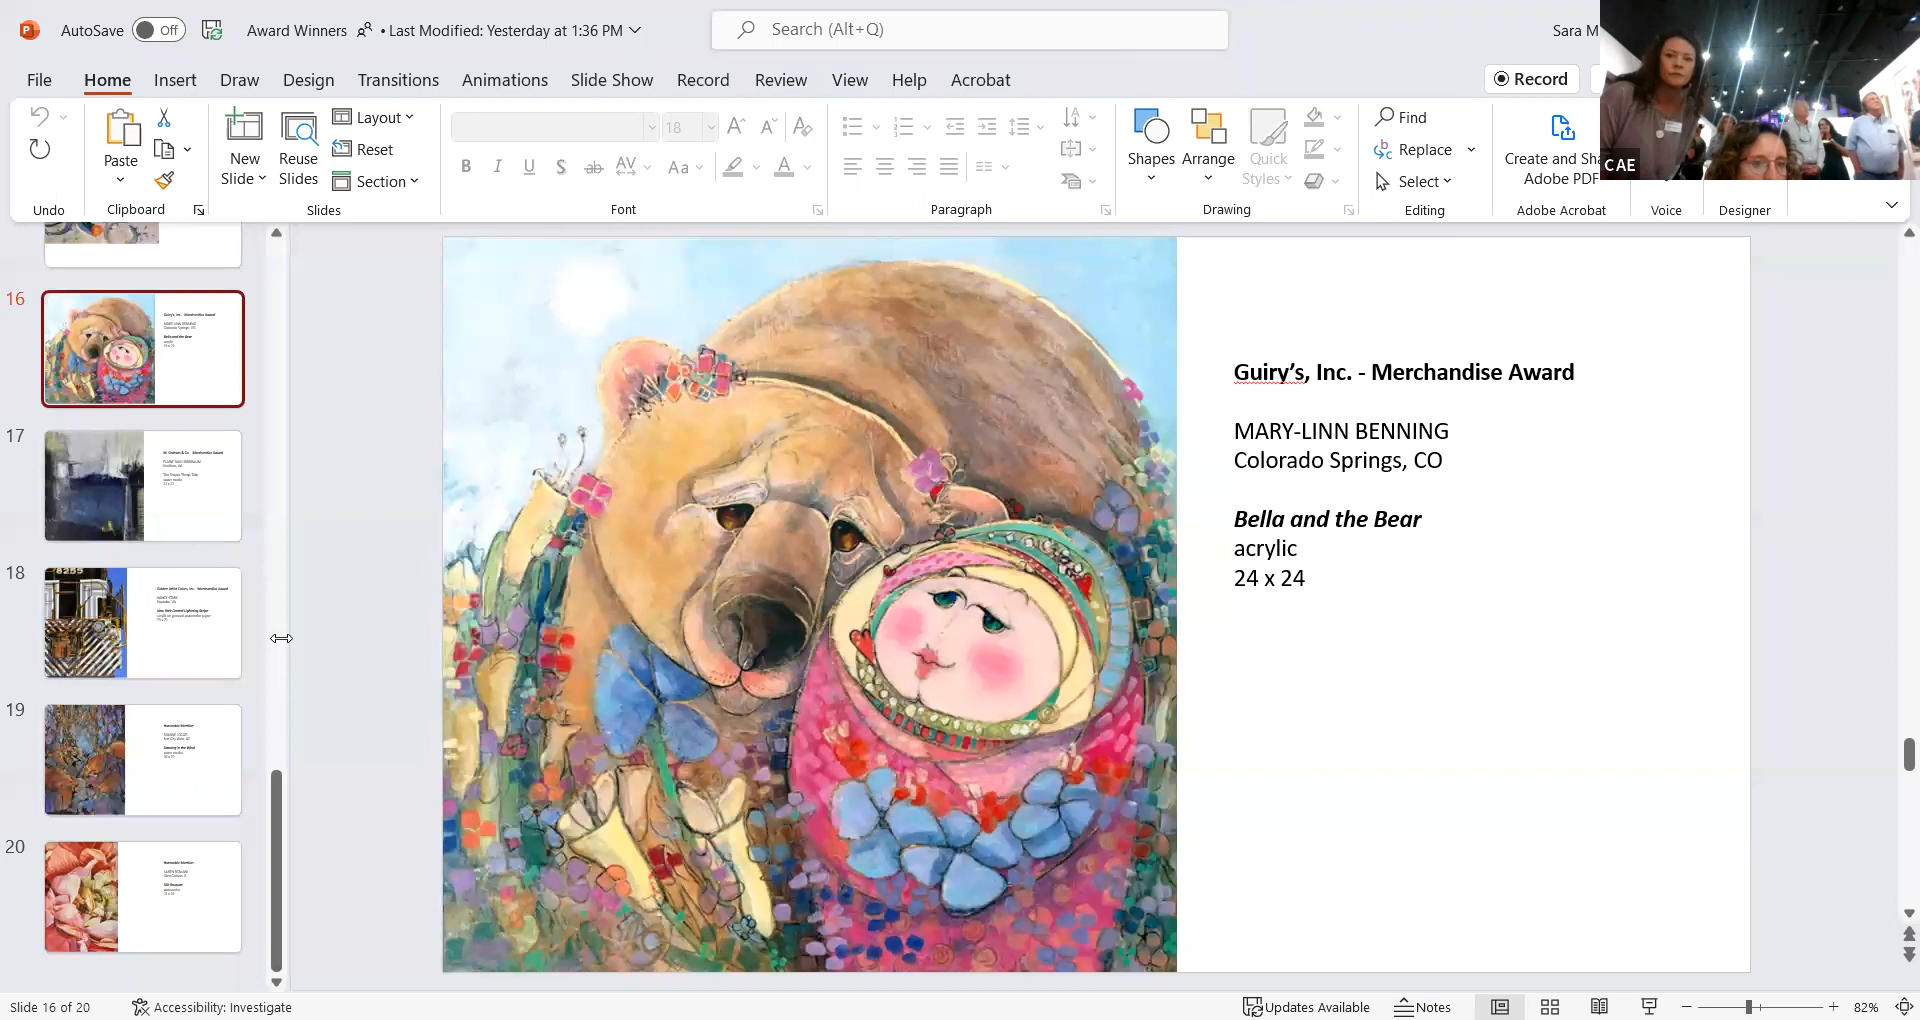 AutoSave Off Award Winners • Last Modified: Yesterday at 1:36 PM Search (Alt+Q) Sara M
File Home Insert Draw Design Transitions Animations Slide Show Record Review View Help Acrobat Record
Paste
Clipboard
Undo
New Slide
Reuse Slides
Layout
Reset
Section
Slides
18
Font
Paragraph
Shapes
Arrange
Quick Styles
Drawing
Find
Replace
Select
Editing
Create and Sha
Adobe PDF
Adobe Acrobat
Voice
Designer
CAE
16
17
18
19
20
Guiry's, Inc. - Merchandise Award
MARY-LINN BENNING
Colorado Springs, CO
Bella and the Bear
acrylic
24 x 24
Slide 16 of 20 Accessibility: Investigate Updates Available Notes 82%